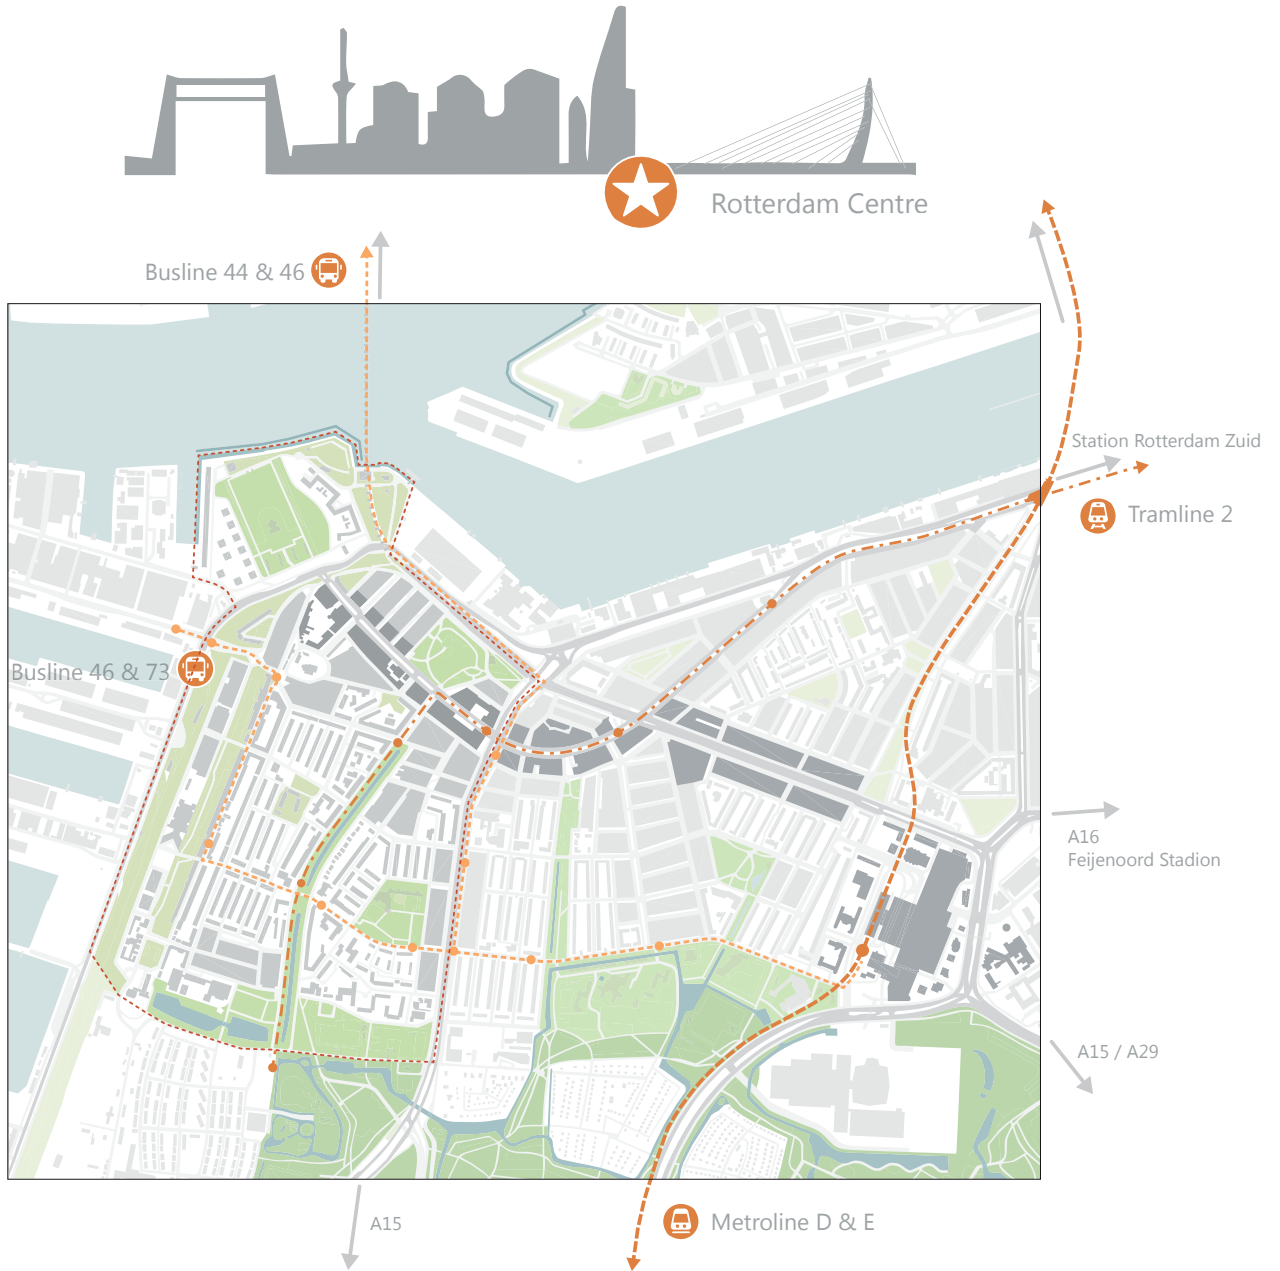 Rotterdam Centre
Busline 44 & 46
Station Rotterdam Zuid
Tramline 2
Busline 46 & 73
A16
Feijenoord Stadion
A15 / A29
A15
Metroline D & E